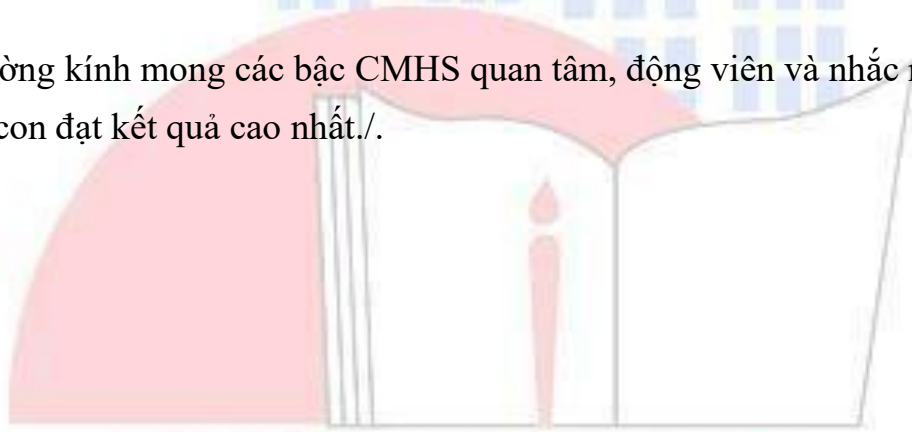 ờng kính mong các bậc CMHS quan tâm, động viên và nhắc
con đạt kết quả cao nhất./.